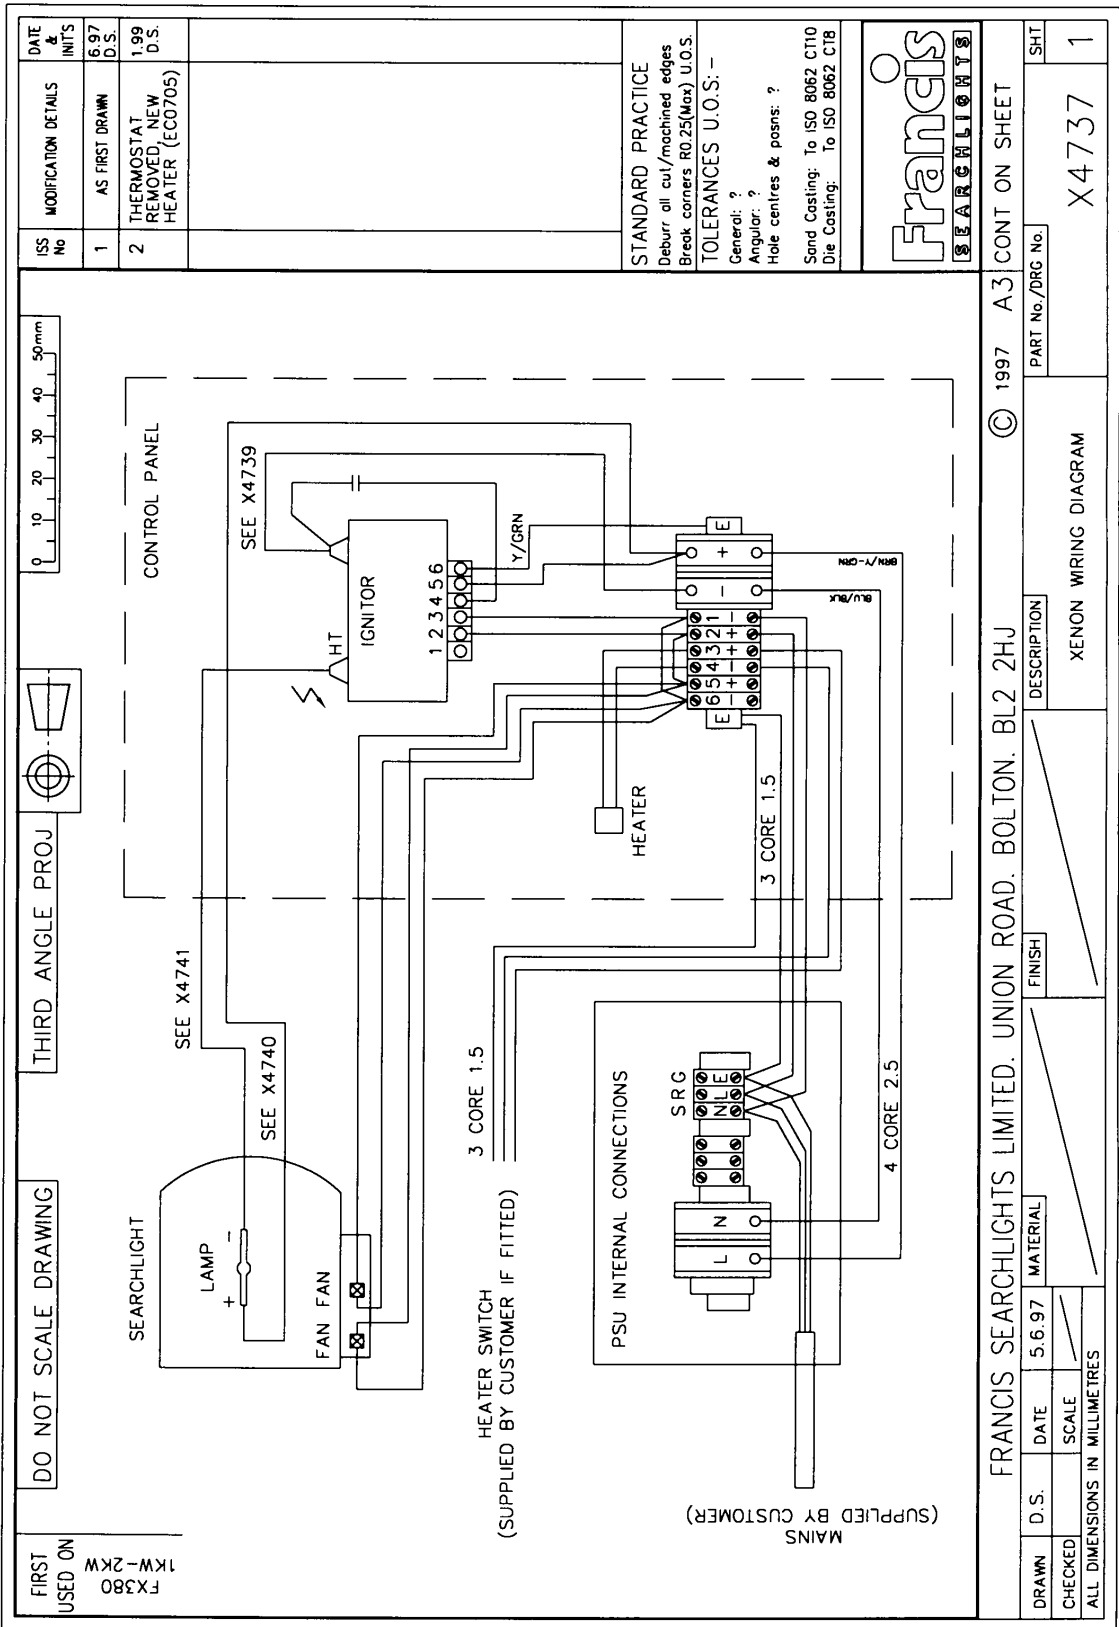 FIRST
USED ON
FX380
1KW-2KW
DO NOT SCALE DRAWING
THIRD ANGLE PROJ
0 10 20 30 40 50mm
ISS
No
MODIFICATION DETAILS
DATE
&
INIT'S
1
AS FIRST DRAWN
6.97
D.S.
2
THERMOSTAT
REMOVED, NEW
HEATER (EC0705)
1.99
D.S.
STANDARD PRACTICE
Deburr all cut/machined edges
Break corners R0.25(Max) U.O.S.
TOLERANCES U.O.S: -
General: ?
Angular: ?
Hole centres & posns: ?
Sand Casting: To ISO 8062 CT10
Die Casting: To ISO 8062 CT8
Francis
SEARCHLIGHTS
SEARCHLIGHT
LAMP
+ -
FAN FAN
SEE X4741
SEE X4740
CONTROL PANEL
SEE X4739
HT
IGNITOR
1 2 3 4 5 6
Y/GRN
HEATER
E 6 5 4 3 2 1 - + E
- + - + + -
BLU/BLK
BRN/Y-GRN
3 CORE 1.5
HEATER SWITCH
(SUPPLIED BY CUSTOMER IF FITTED)
3 CORE 1.5
PSU INTERNAL CONNECTIONS
S R G
L N
N L E
4 CORE 2.5
MAINS
(SUPPLIED BY CUSTOMER)
FRANCIS SEARCHLIGHTS LIMITED. UNION ROAD. BOLTON. BL2 2HJ
© 1997 A3 CONT ON SHEET
DRAWN
D.S.
DATE
5.6.97
MATERIAL
FINISH
DESCRIPTION
PART No./DRG No.
SHT
CHECKED
SCALE
XENON WIRING DIAGRAM
X4737
1
ALL DIMENSIONS IN MILLIMETRES